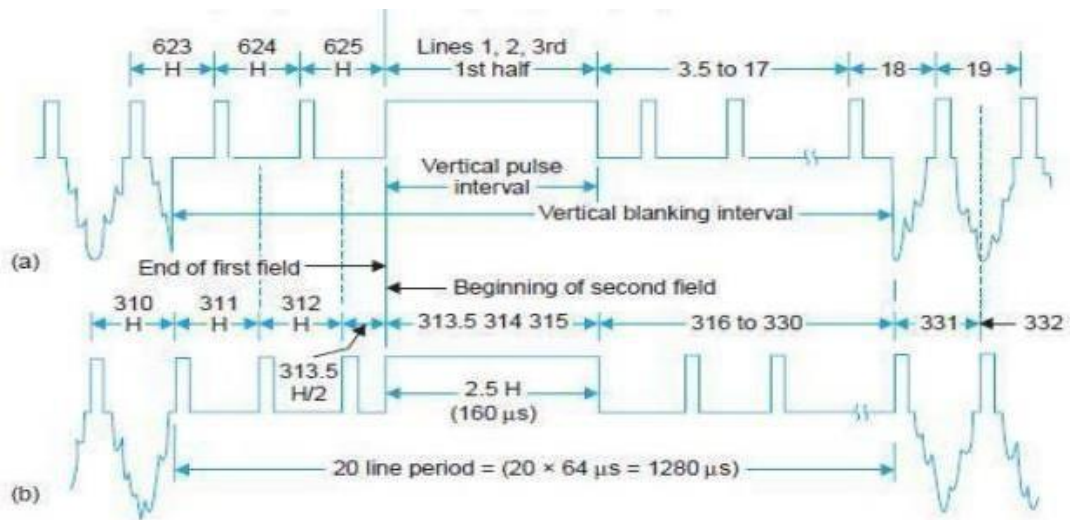 623
H
624
H
625
H
Lines 1, 2, 3rd
1st half
3.5 to 17
18
19
Vertical pulse
interval
Vertical blanking interval
(a)
End of first field
Beginning of second field
310
H
311
H
312
H
313.5 314 315
316 to 330
331
332
313.5
H/2
2.5 H
(160 μs)
20 line period = (20 × 64 μs = 1280 μs)
(b)